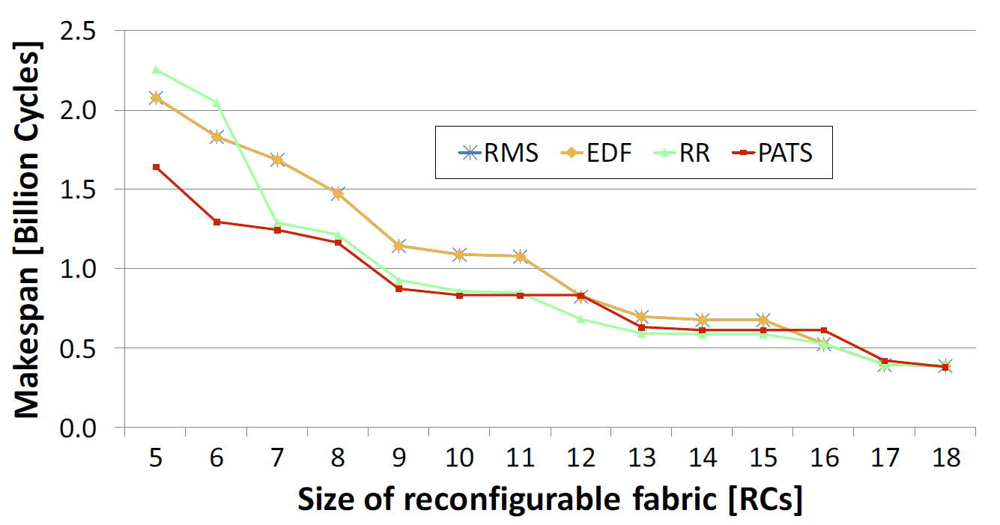 Makespan [Billion Cycles]
2.5
2.0
1.5
1.0
0.5
0.0
RMS EDF RR PATS
5 6 7 8 9 10 11 12 13 14 15 16 17 18
Size of reconfigurable fabric [RCs]